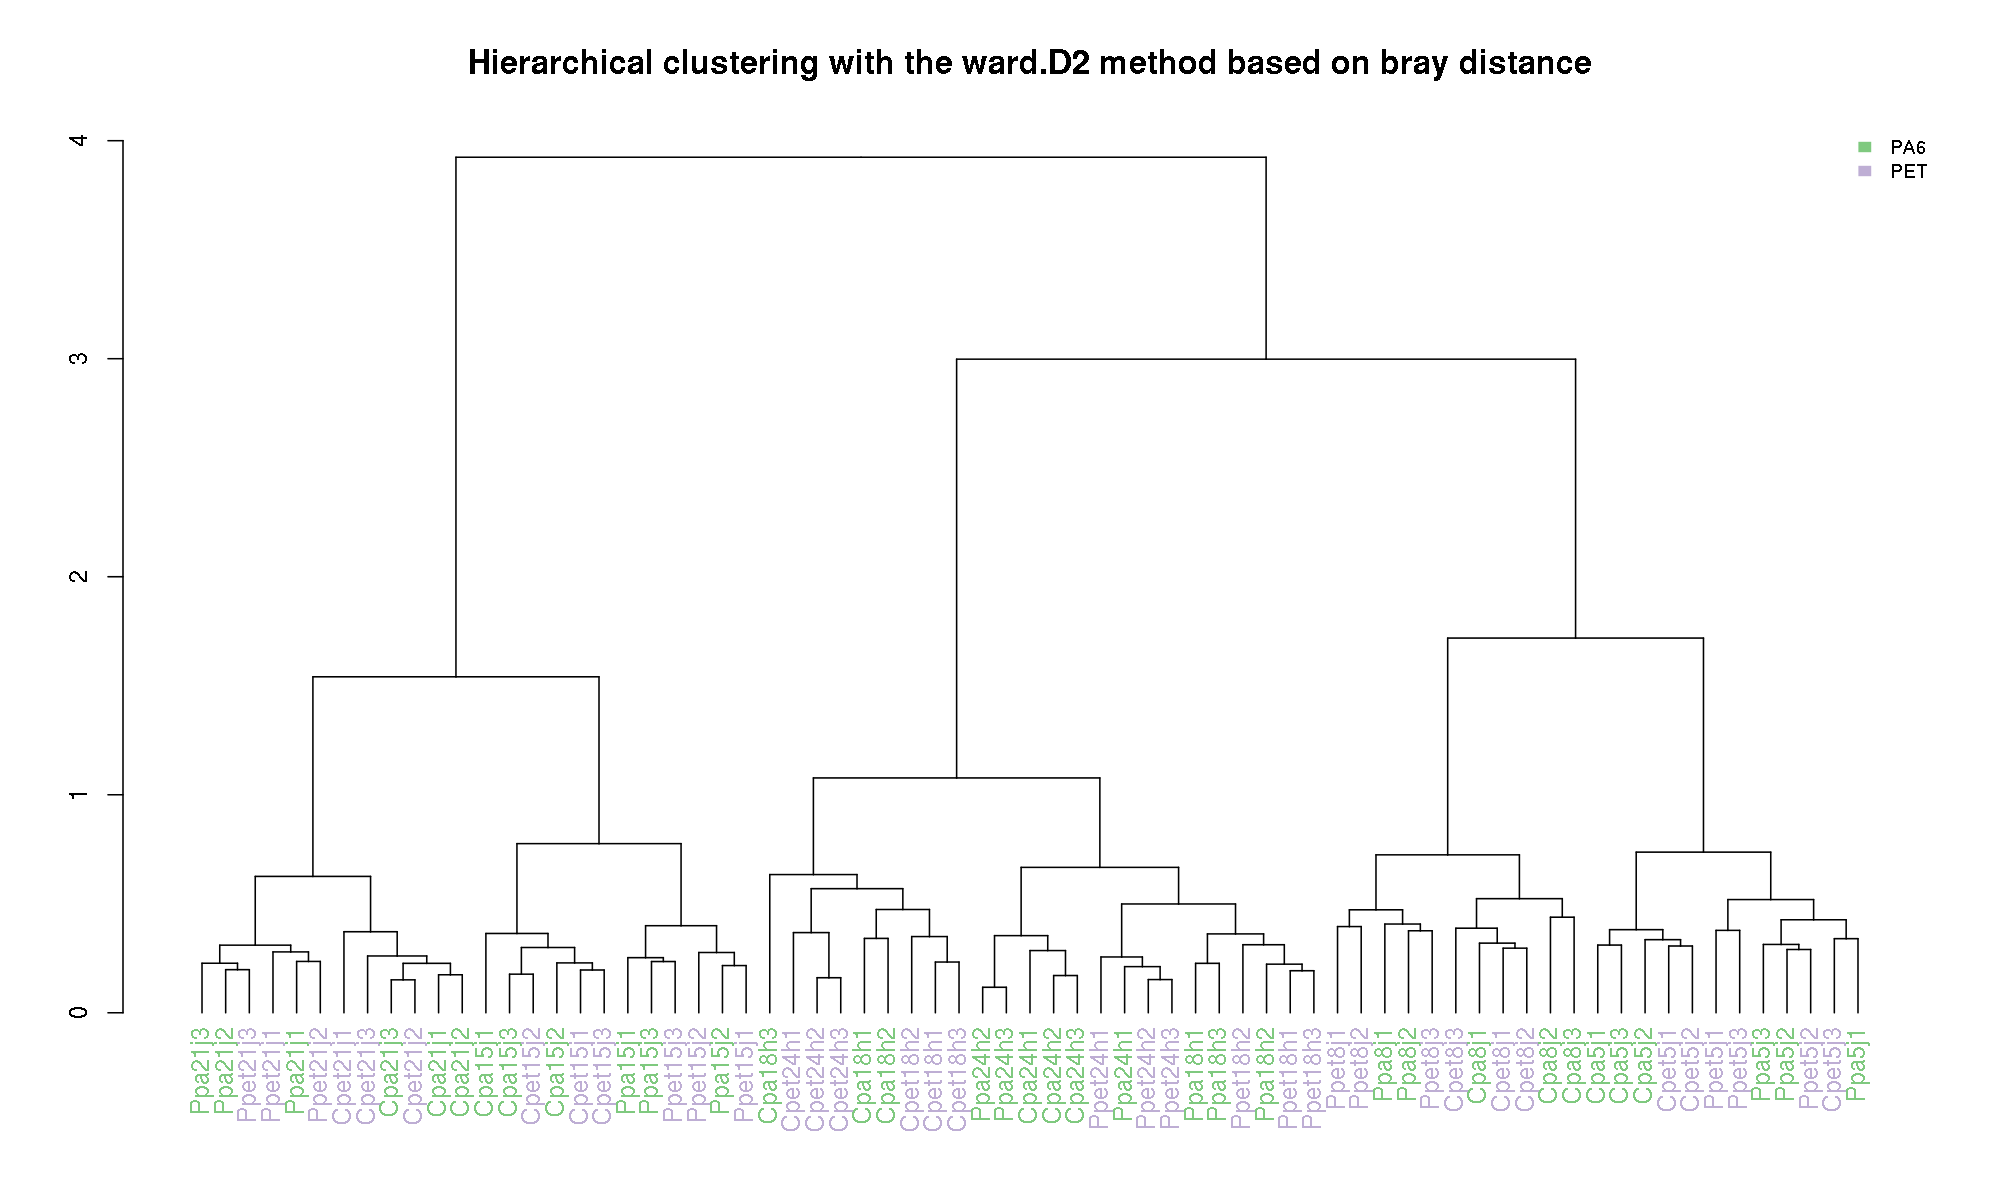 Hierarchical clustering with the ward.D2 method based on bray distance
4
3
2
1
0
PA6
PET
Ppa21j3
Ppa21j2
Ppet21j3
Ppet21j1
Ppa21j1
Ppet21j2
Cpet21j1
Cpet21j3
Cpa21j3
Cpet21j2
Cpa21j1
Cpa21j2
Cpa15j1
Cpa15j3
Cpet15j2
Cpa15j2
Cpet15j1
Cpet15j3
Ppa15j1
Ppa15j3
Ppet15j3
Ppet15j2
Ppa15j2
Ppet15j1
Cpa18h3
Cpet24h1
Cpet24h2
Cpet24h3
Cpa18h1
Cpa18h2
Cpet18h2
Cpet18h1
Cpet18h3
Ppa24h2
Ppa24h3
Cpa24h1
Cpa24h2
Cpa24h3
Ppet24h1
Ppa24h1
Ppet24h2
Ppet24h3
Ppa18h1
Ppa18h3
Ppet18h2
Ppa18h2
Ppet18h1
Ppet18h3
Ppet8j1
Ppet8j2
Ppa8j1
Ppa8j2
Ppet8j3
Cpet8j3
Cpa8j1
Cpet8j1
Cpet8j2
Cpa8j2
Cpa8j3
Cpa5j1
Cpa5j3
Cpa5j2
Cpet5j1
Cpet5j2
Ppet5j1
Ppet5j3
Ppa5j3
Ppa5j2
Ppet5j2
Cpet5j3
Ppa5j1